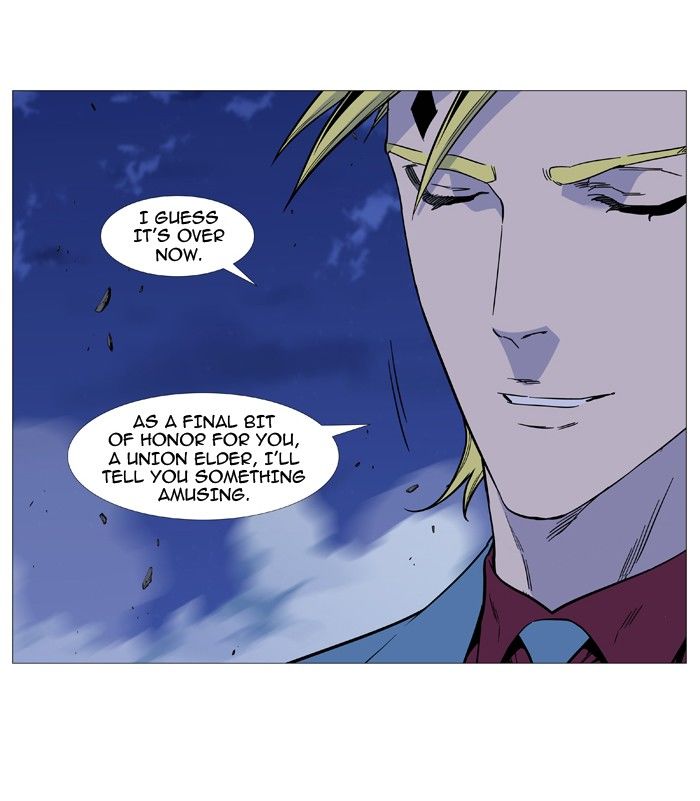 I GUESS
IT'S OVER
NOW.
AS A FINAL BIT
OF HONOR FOR YOU,
A UNION ELDER, I'LL
TELL YOU SOMETHING
AMUSING.